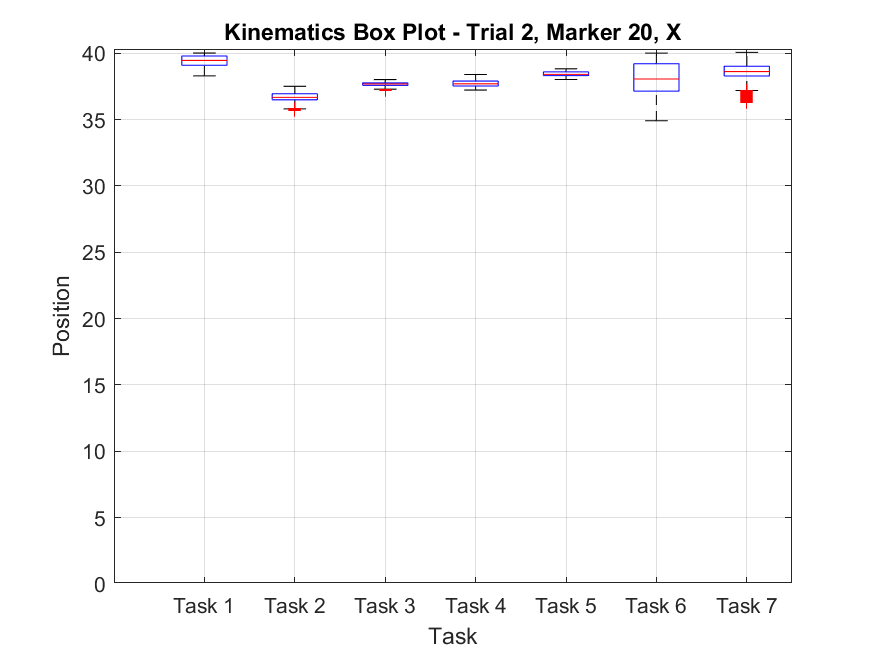 Kinematics Box Plot - Trial 2, Marker 20, X
40
35
30
25
20
15
10
5
0
Position
Task 1 Task 2 Task 3 Task 4 Task 5 Task 6 Task 7
Task